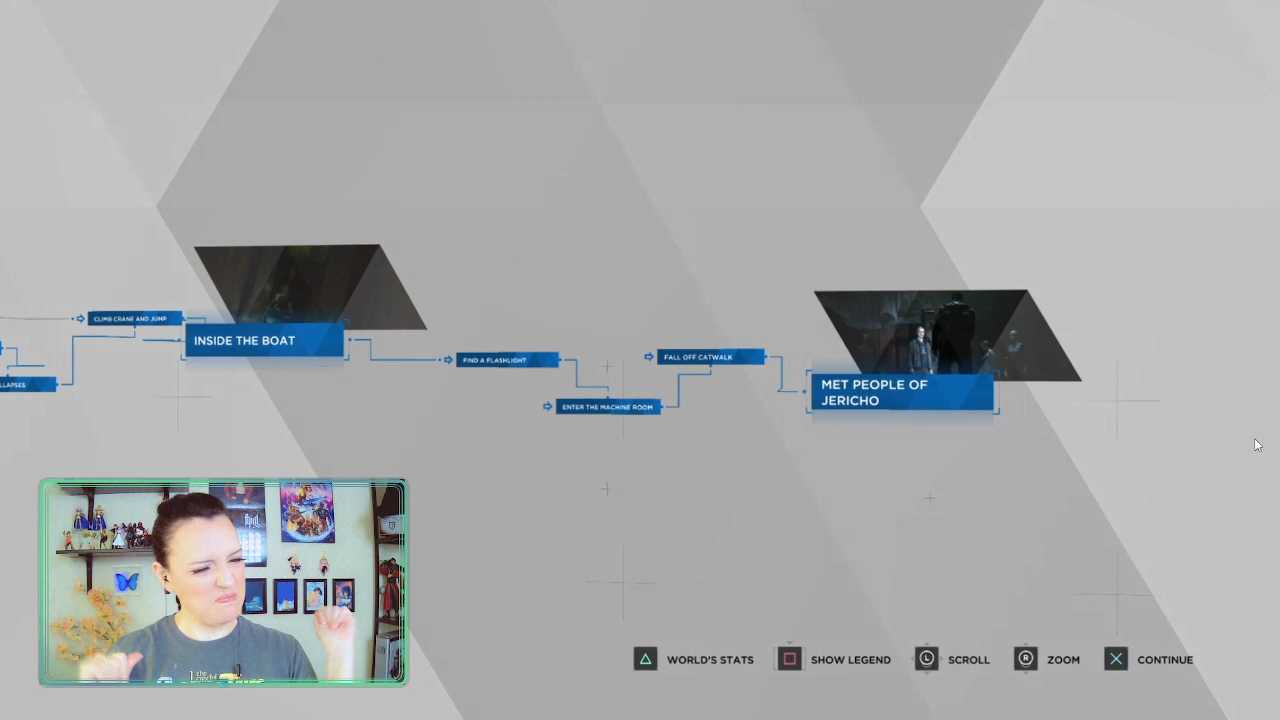 CLIMB CRANE AND JUMP
INSIDE THE BOAT
LLAPSES
FIND A FLASHLIGHT
ENTER THE MACHINE ROOM
FALL OFF CATWALK
MET PEOPLE OF
JERICHO
WORLD'S STATS
SHOW LEGEND
L
SCROLL
R
ZOOM
CONTINUE